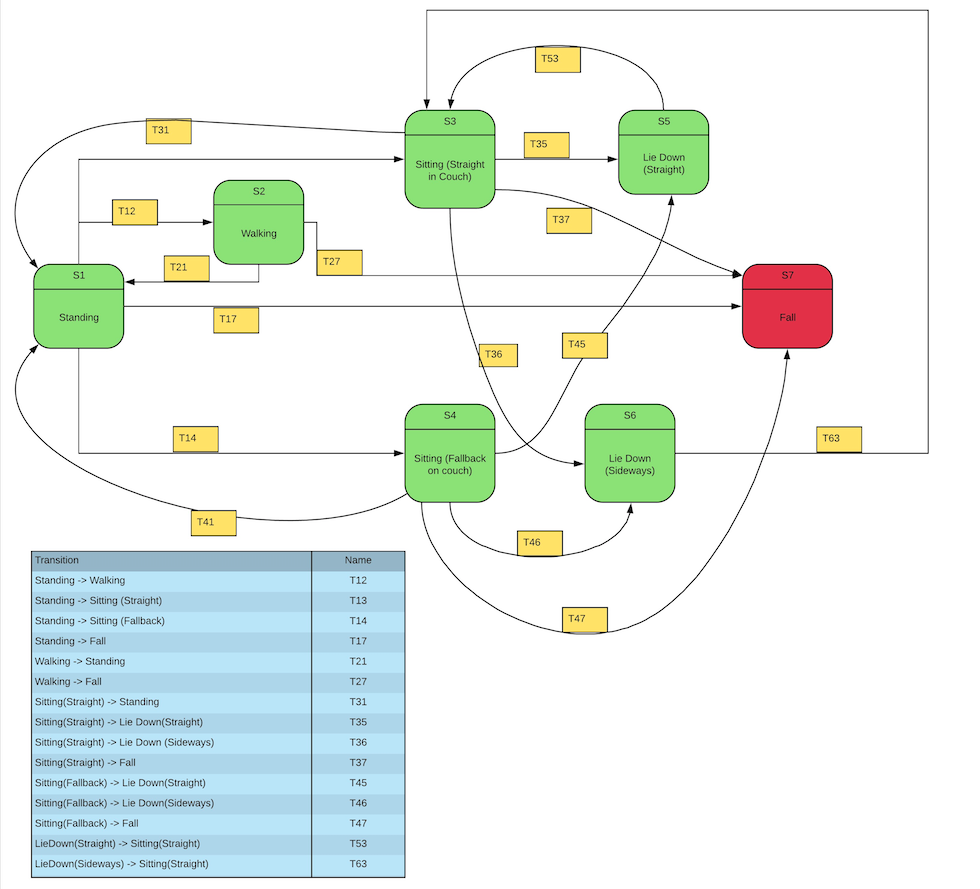 T53
S3
S5
T31
T35
Sitting (Straight
in Couch)
Lie Down
(Straight)
S2
T12
T37
Walking
T27
T21
S1
S7
Standing
Fall
T17
T36
T45
S4
S6
T14
T63
Sitting (Fallback
on couch)
Lie Down
(Sideways)
T41
T46
T47
Transition Name
Standing -> Walking T12
Standing -> Sitting (Straight) T13
Standing -> Sitting (Fallback) T14
Standing -> Fall T17
Walking -> Standing T21
Walking -> Fall T27
Sitting(Straight) -> Standing T31
Sitting(Straight) -> Lie Down(Straight) T35
Sitting(Straight) -> Lie Down (Sideways) T36
Sitting(Straight) -> Fall T37
Sitting(Fallback) -> Lie Down(Straight) T45
Sitting(Fallback) -> Lie Down(Sideways) T46
Sitting(Fallback) -> Fall T47
LieDown(Straight) -> Sitting(Straight) T53
LieDown(Sideways) -> Sitting(Straight) T63